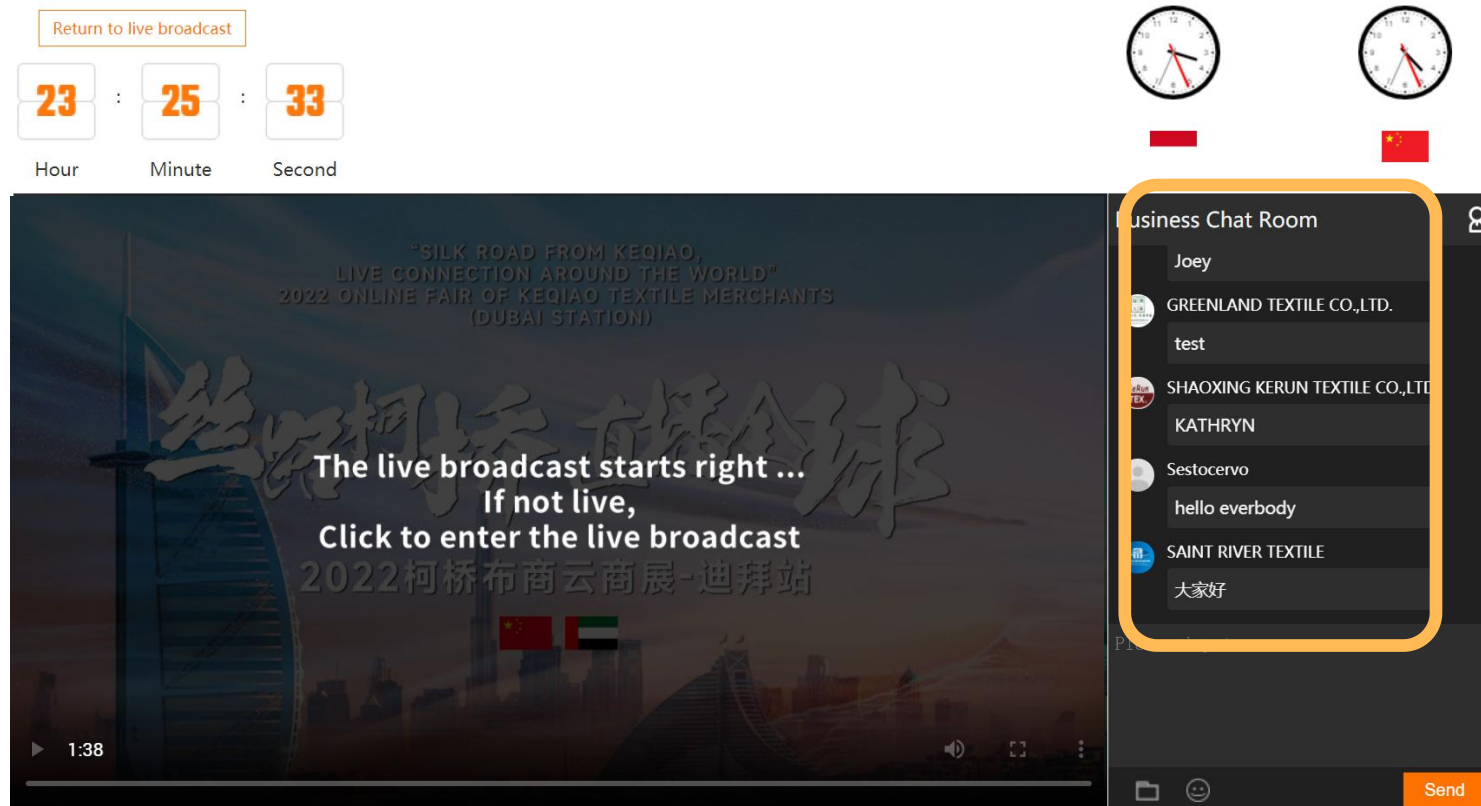 Return to live broadcast
23 : 25 : 33
Hour Minute Second
"SILK ROAD FROM KEQIAO,
LIVE CONNECTION AROUND THE WORLD"
2022 ONLINE FAIR OF KEQIAO TEXTILE MERCHANTS
(DUBAI STATION)
丝路柯桥 直播全球
The live broadcast starts right ...
If not live,
Click to enter the live broadcast
2022柯桥布商云商展-迪拜站
1:38
Business Chat Room
Joey
GREENLAND TEXTILE CO.,LTD.
test
SHAOXING KERUN TEXTILE CO.,LTD
KATHRYN
Sestocervo
hello everbody
SAINT RIVER TEXTILE
大家好
Send